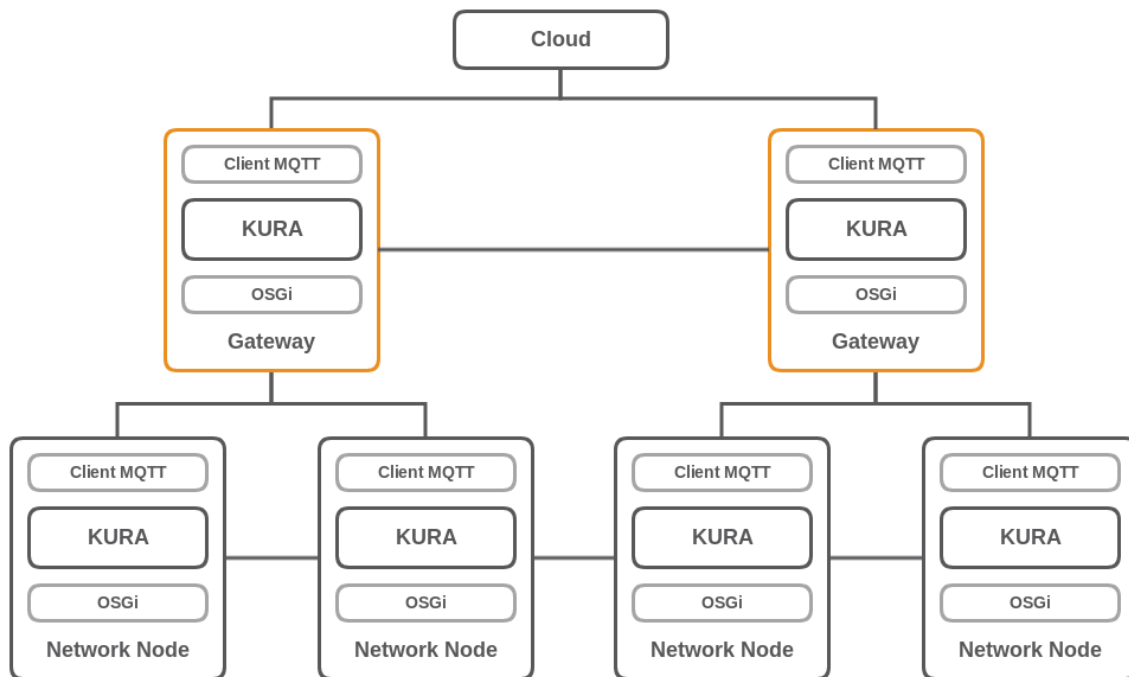 Cloud
Client MQTT
KURA
OSGi
Gateway
Client MQTT
KURA
OSGi
Gateway
Client MQTT
KURA
OSGi
Network Node
Client MQTT
KURA
OSGi
Network Node
Client MQTT
KURA
OSGi
Network Node
Client MQTT
KURA
OSGi
Network Node